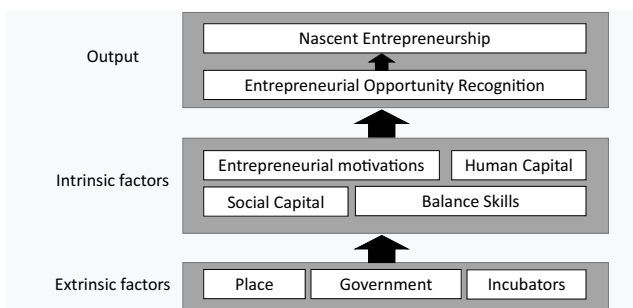 Nascent Entrepreneurship
Output
Entrepreneurial Opportunity Recognition
Entrepreneurial motivations Human Capital
Intrinsic factors
Social Capital Balance Skills
Extrinsic factors Place Government Incubators